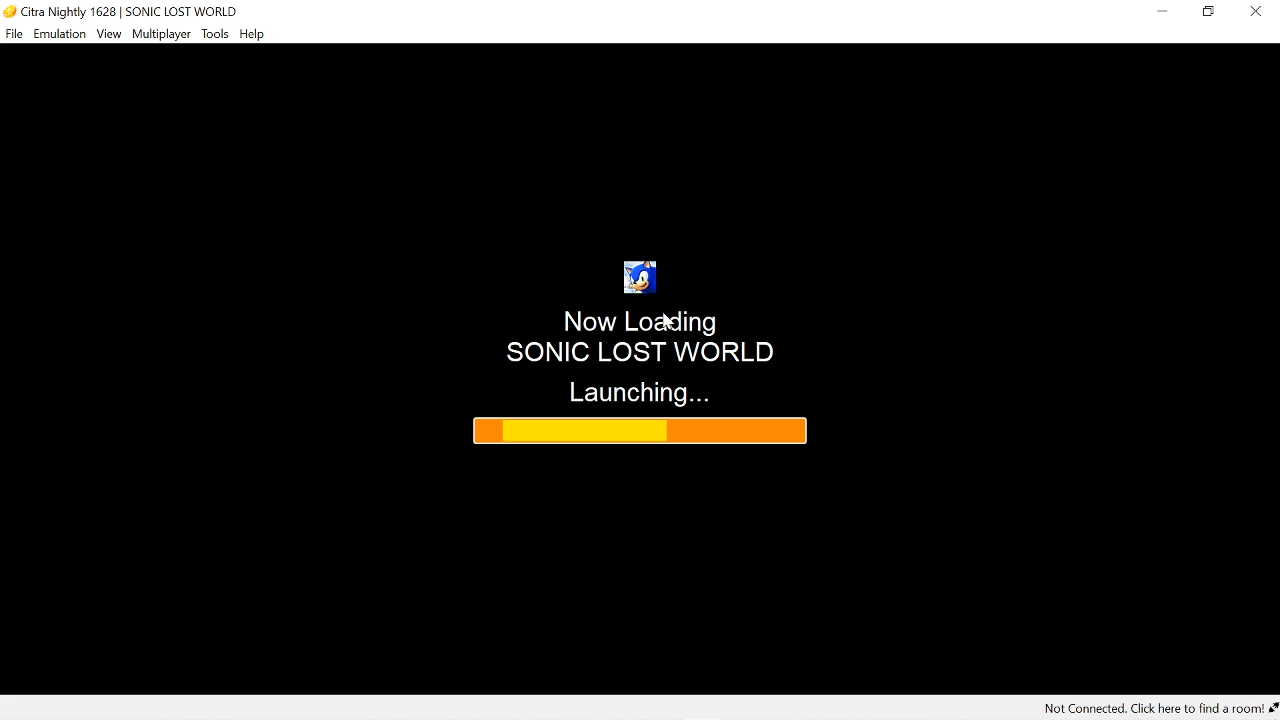 Citra Nightly 1628 | SONIC LOST WORLD
File Emulation View Multiplayer Tools Help
Now Loading
SONIC LOST WORLD
Launching...
Not Connected. Click here to find a room!